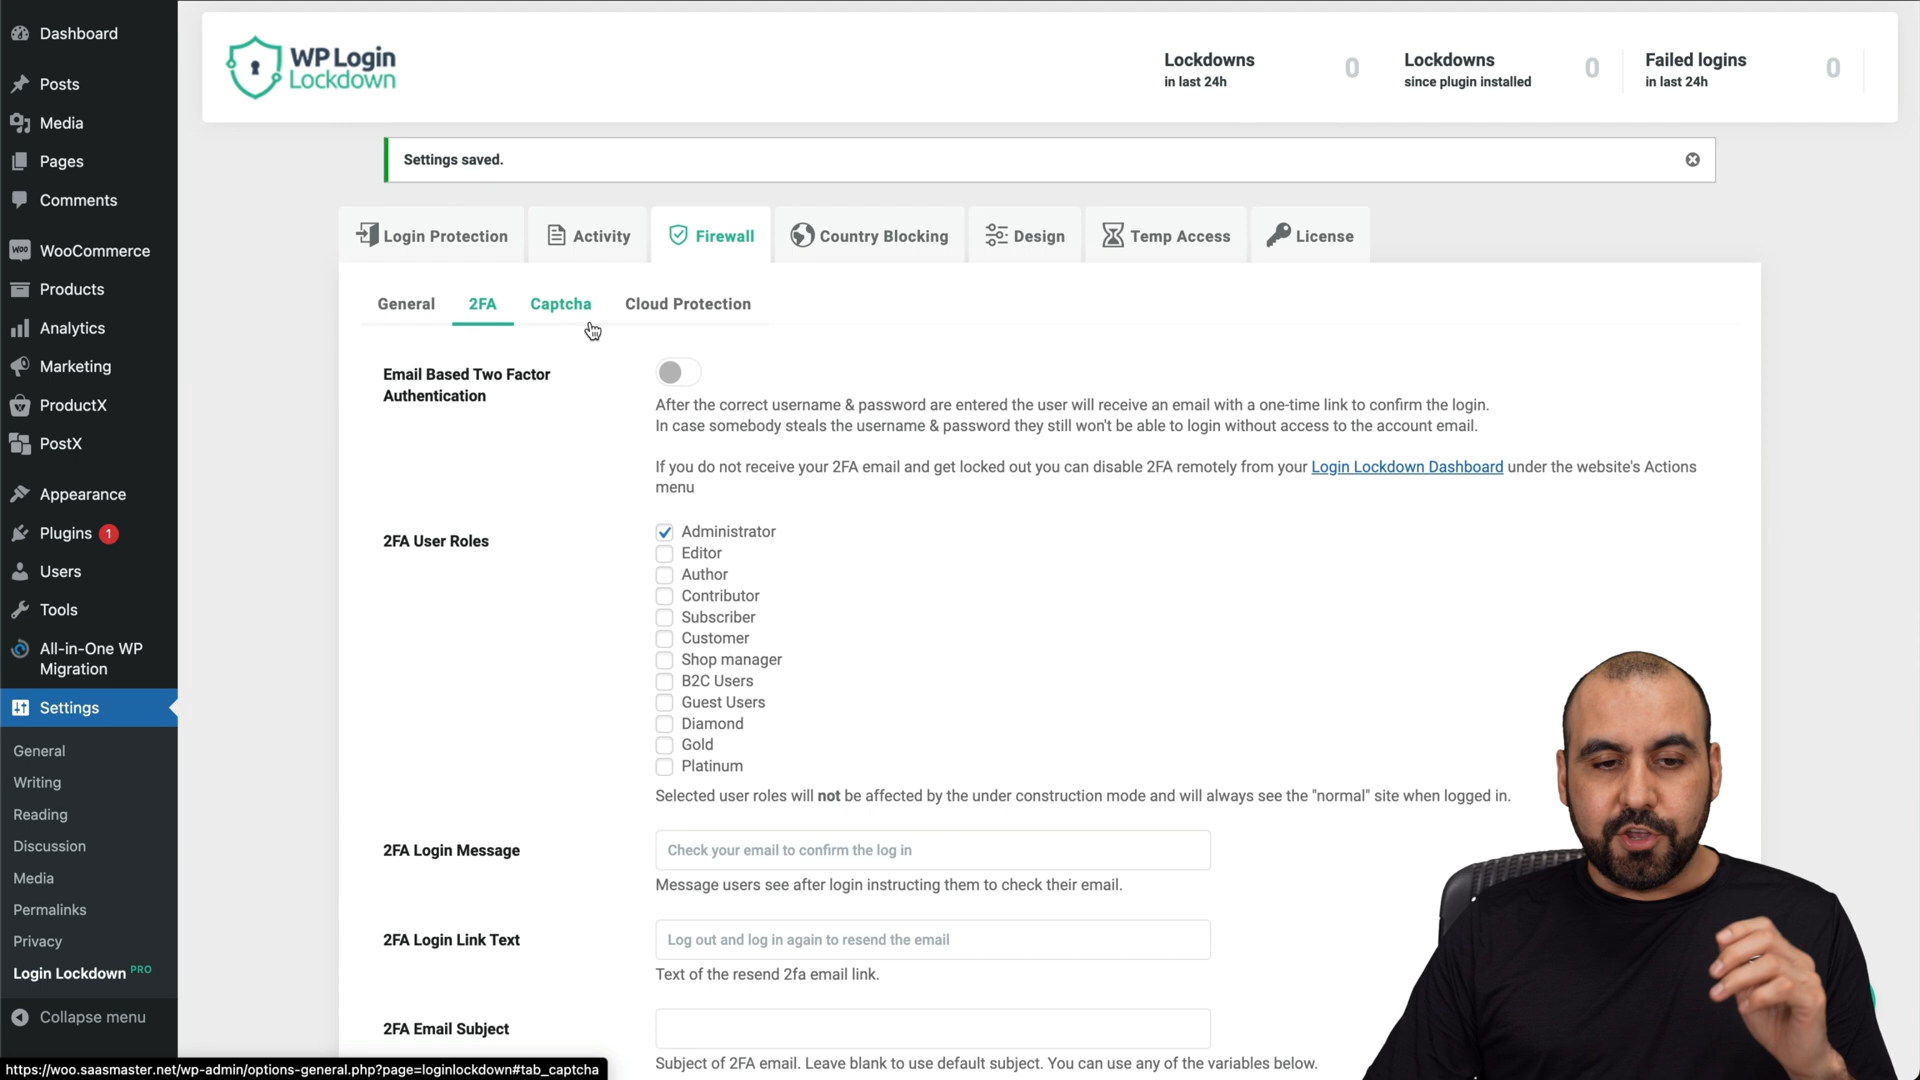 Dashboard
Posts
Media
Pages
Comments
WooCommerce
Products
Analytics
Marketing
ProductX
PostX
Appearance
Plugins 1
Users
Tools
All-in-One WP
Migration
Settings
General
Writing
Reading
Discussion
Media
Permalinks
Privacy
Login Lockdown PRO
Collapse menu
WP Login
Lockdown
Lockdowns
in last 24h
0
Lockdowns
since plugin installed
0
Failed logins
in last 24h
0
Settings saved.
Login Protection
Activity
Firewall
Country Blocking
Design
Temp Access
License
General
2FA
Captcha
Cloud Protection
Email Based Two Factor
Authentication
After the correct username & password are entered the user will receive an email with a one-time link to confirm the login.
In case somebody steals the username & password they still won't be able to login without access to the account email.
If you do not receive your 2FA email and get locked out you can disable 2FA remotely from your Login Lockdown Dashboard under the website's Actions
menu
2FA User Roles
Administrator
Editor
Author
Contributor
Subscriber
Customer
Shop manager
B2C Users
Guest Users
Diamond
Gold
Platinum
Selected user roles will not be affected by the under construction mode and will always see the "normal" site when logged in.
2FA Login Message
Check your email to confirm the log in
Message users see after login instructing them to check their email.
2FA Login Link Text
Log out and log in again to resend the email
Text of the resend 2fa email link.
2FA Email Subject
Subject of 2FA email. Leave blank to use default subject. You can use any of the variables below.
https://woo.saasmaster.net/wp-admin/options-general.php?page=loginlockdown#tab_captcha